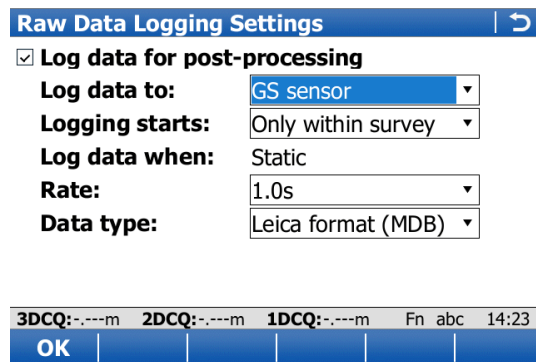 Raw Data Logging Settings
Log data for post-processing
Log data to: GS sensor
Logging starts: Only within survey
Log data when: Static
Rate: 1.0s
Data type: Leica format (MDB)
3DCQ:-.---m 2DCQ:-.---m 1DCQ:-.---m Fn abc 14:23
OK